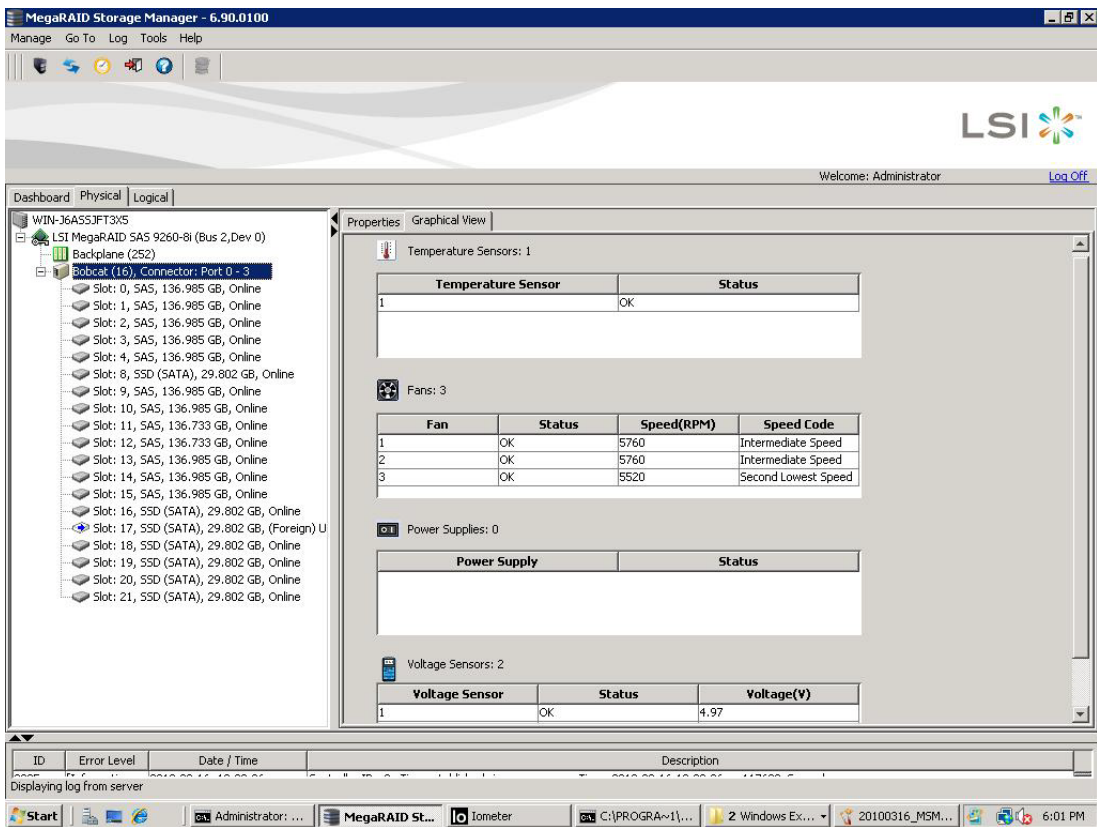 MegaRAID Storage Manager - 6.90.0100
Manage Go To Log Tools Help
LSI
Welcome: Administrator Log Off
Dashboard Physical Logical
WIN-J6AS5JFT3X5
LSI MegaRAID SAS 9260-8i (Bus 2,Dev 0)
Backplane (252)
Bobcat (16), Connector: Port 0 - 3
Slot: 0, SAS, 136.985 GB, Online
Slot: 1, SAS, 136.985 GB, Online
Slot: 2, SAS, 136.985 GB, Online
Slot: 3, SAS, 136.985 GB, Online
Slot: 4, SAS, 136.985 GB, Online
Slot: 8, SSD (SATA), 29.802 GB, Online
Slot: 9, SAS, 136.985 GB, Online
Slot: 10, SAS, 136.985 GB, Online
Slot: 11, SAS, 136.733 GB, Online
Slot: 12, SAS, 136.733 GB, Online
Slot: 13, SAS, 136.985 GB, Online
Slot: 14, SAS, 136.985 GB, Online
Slot: 15, SAS, 136.985 GB, Online
Slot: 16, SSD (SATA), 29.802 GB, Online
Slot: 17, SSD (SATA), 29.802 GB, (Foreign) U
Slot: 18, SSD (SATA), 29.802 GB, Online
Slot: 19, SSD (SATA), 29.802 GB, Online
Slot: 20, SSD (SATA), 29.802 GB, Online
Slot: 21, SSD (SATA), 29.802 GB, Online
Properties Graphical View
Temperature Sensors: 1
Temperature Sensor Status
1 OK
Fans: 3
Fan Status Speed(RPM) Speed Code
1 OK 5760 Intermediate Speed
2 OK 5760 Intermediate Speed
3 OK 5520 Second Lowest Speed
Power Supplies: 0
Power Supply Status
Voltage Sensors: 2
Voltage Sensor Status Voltage(V)
1 OK 4.97
ID Error Level Date / Time Description
Displaying log from server
Start Administrator: ... MegaRAID St... Iometer C:\PROGRA~1\... 2 Windows Ex... 20100316_MSM... 6:01 PM